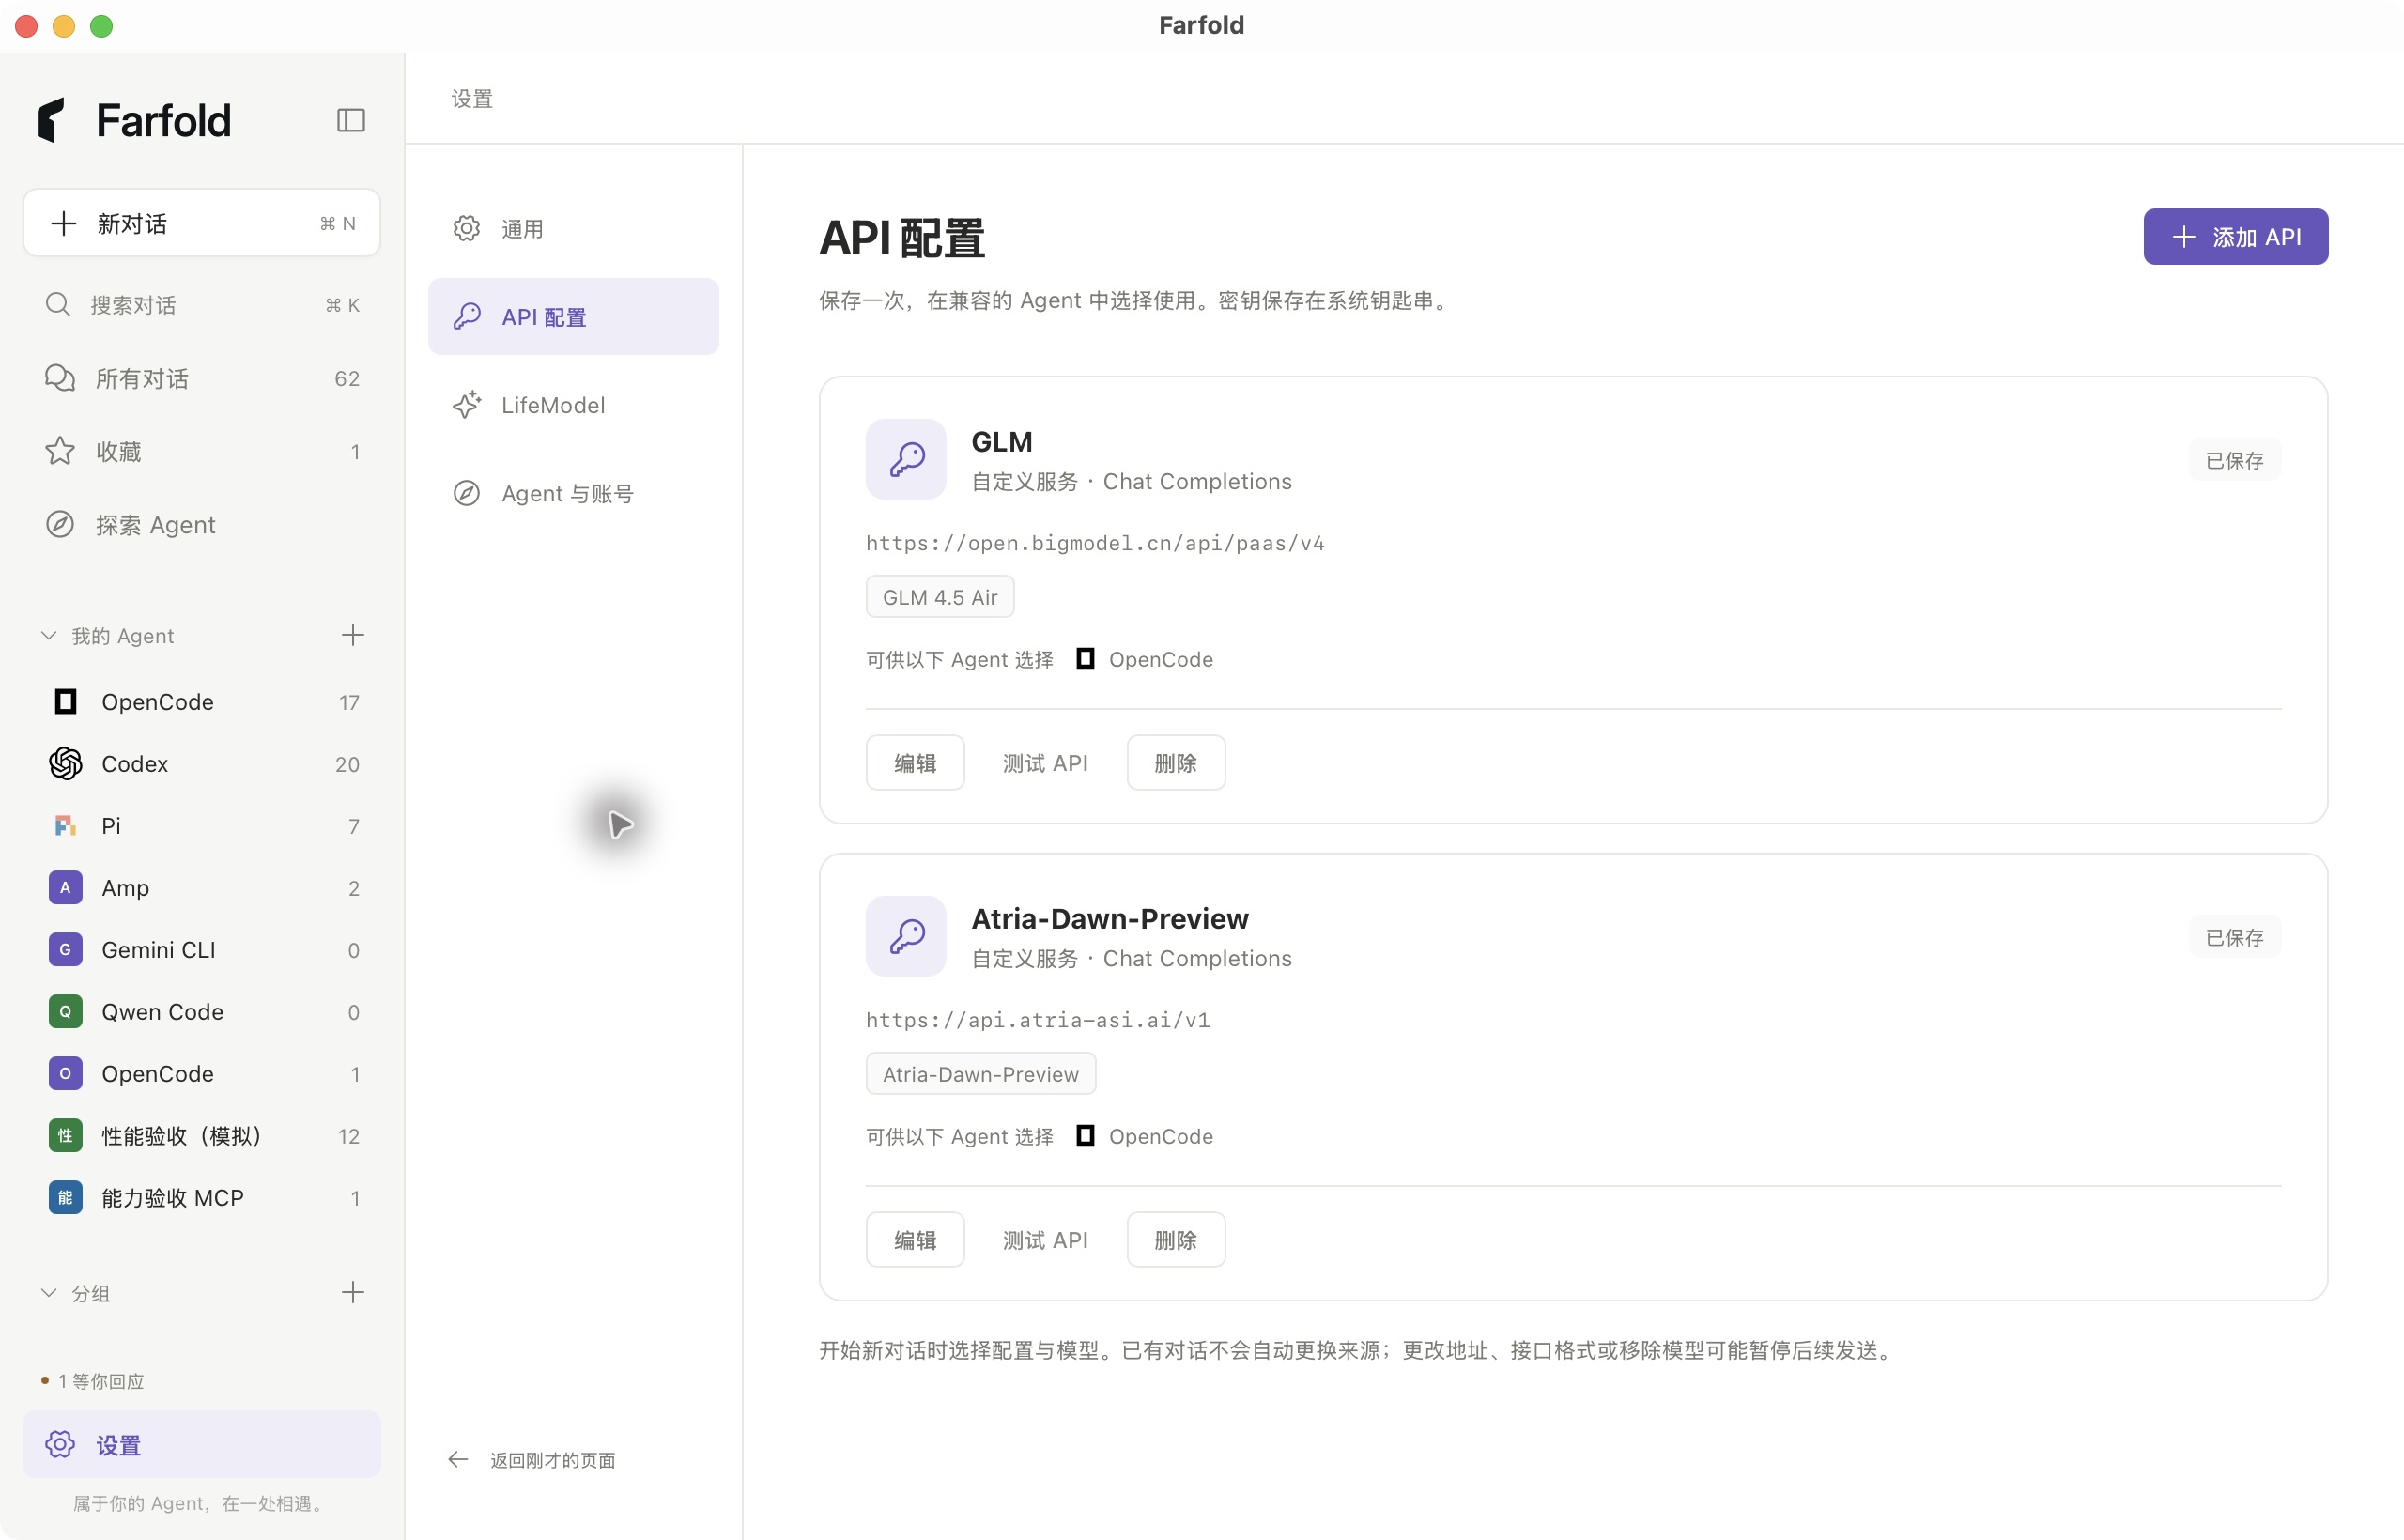 Farfold
Farfold
新对话 ⌘ N
搜索对话 ⌘ K
所有对话 62
收藏 1
探索 Agent
我的 Agent
OpenCode 17
Codex 20
Pi 7
A Amp 2
G Gemini CLI 0
Q Qwen Code 0
O OpenCode 1
性 性能验收（模拟） 12
能 能力验收 MCP 1
分组
1 等你回应
设置
属于你的 Agent，在一处相遇。
设置
通用
API 配置
LifeModel
Agent 与账号
返回刚才的页面
API 配置
添加 API
保存一次，在兼容的 Agent 中选择使用。密钥保存在系统钥匙串。
GLM
已保存
自定义服务 · Chat Completions
https://open.bigmodel.cn/api/paas/v4
GLM 4.5 Air
可供以下 Agent 选择 OpenCode
编辑 测试 API 删除
Atria-Dawn-Preview
已保存
自定义服务 · Chat Completions
https://api.atria-asi.ai/v1
Atria-Dawn-Preview
可供以下 Agent 选择 OpenCode
编辑 测试 API 删除
开始新对话时选择配置与模型。已有对话不会自动更换来源；更改地址、接口格式或移除模型可能暂停后续发送。